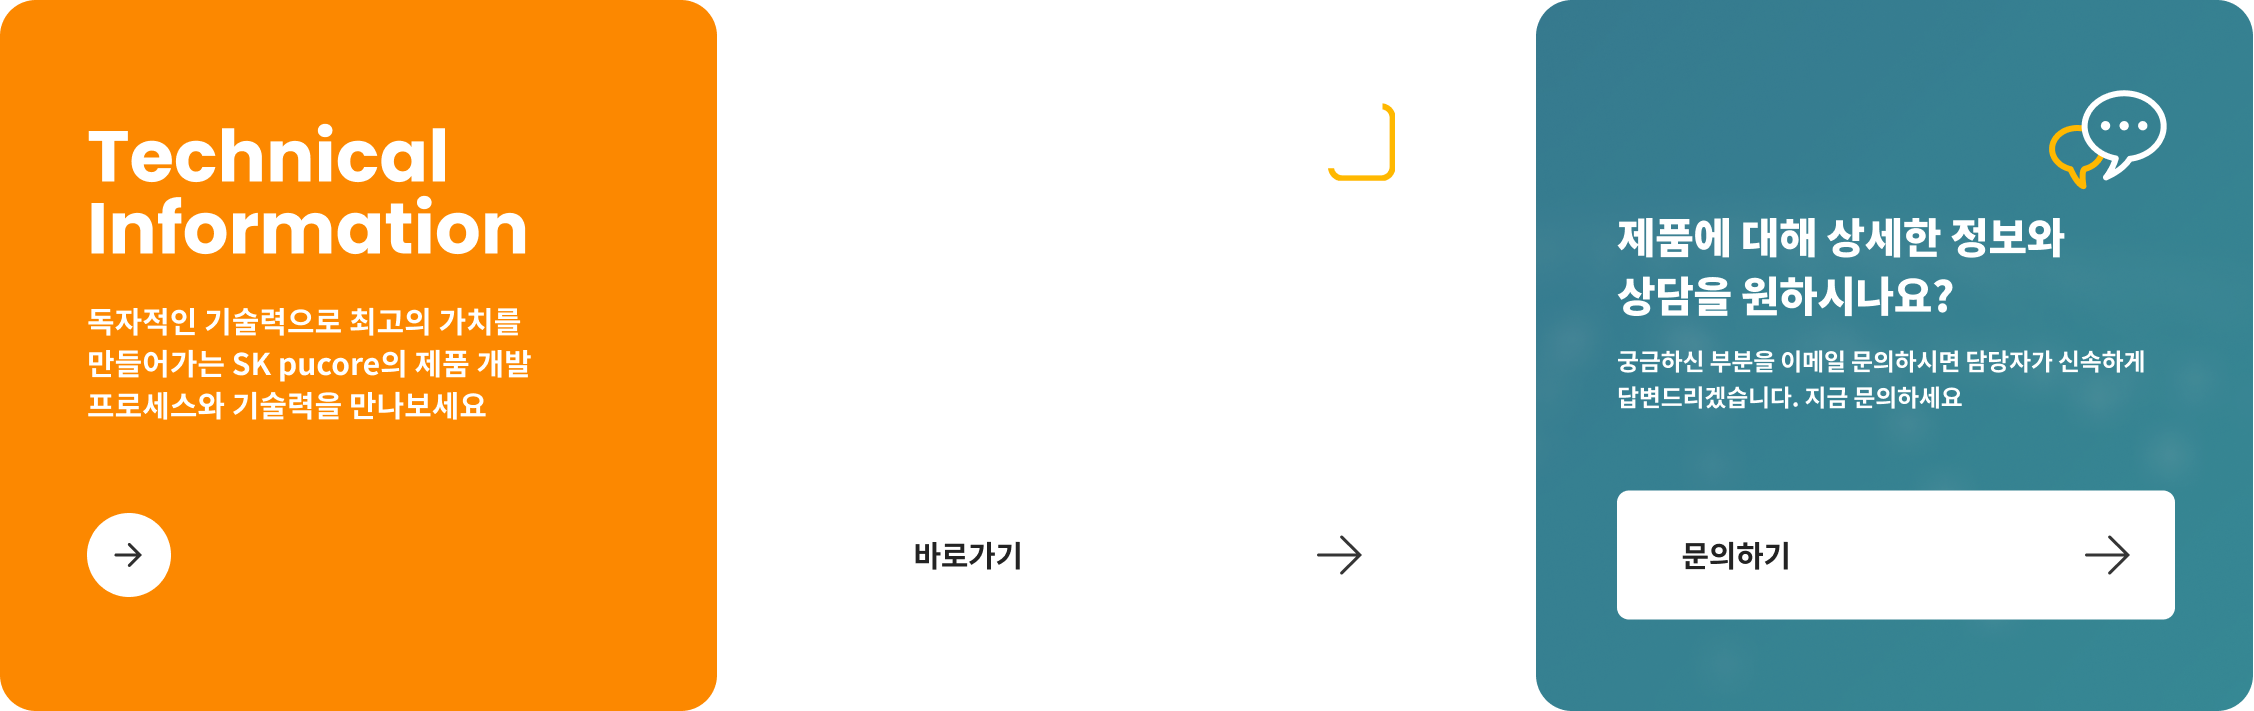 Technical
Information
독자적인 기술력으로 최고의 가치를
만들어가는 SK pucore의 제품 개발
프로세스와 기술력을 만나보세요
바로가기
제품에 대해 상세한 정보와
상담을 원하시나요?
궁금하신 부분을 이메일 문의하시면 담당자가 신속하게
답변드리겠습니다. 지금 문의하세요
문의하기